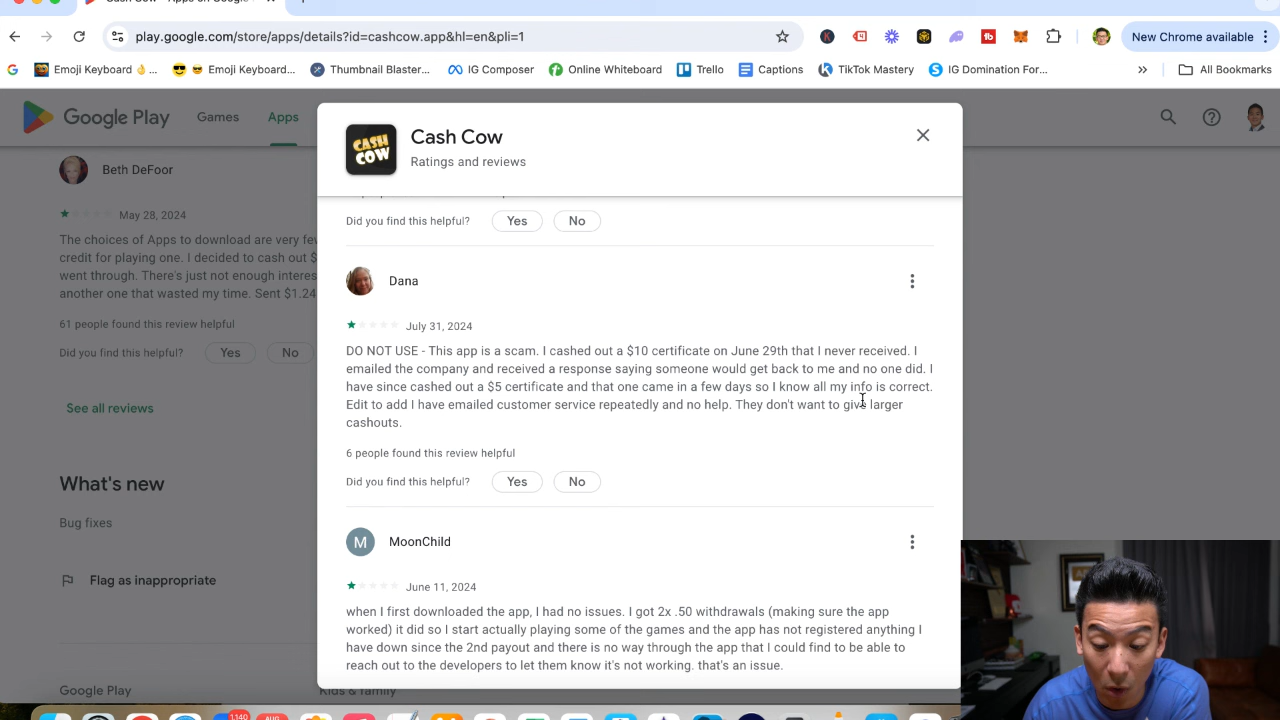 Cash Cow - Apps on Google
play.google.com/store/apps/details?id=cashcow.app&hl=en&pli=1
New Chrome available
Emoji Keyboard 👌 ...
Emoji Keyboard...
Thumbnail Blaster...
IG Composer
Online Whiteboard
Trello
Captions
TikTok Mastery
IG Domination For...
All Bookmarks
Google Play
Games
Apps
CASH COW
Cash Cow
Ratings and reviews
Beth DeFoor
May 28, 2024
The choices of Apps to download are very few
credit for playing one. I decided to cash out $
went through. There's just not enough interes
another one that wasted my time. Sent $1.24
61 people found this review helpful
Did you find this helpful?
Yes
No
See all reviews
What's new
Bug fixes
Flag as inappropriate
Google Play
Kids & family
Did you find this helpful?
Yes
No
Dana
July 31, 2024
DO NOT USE - This app is a scam. I cashed out a $10 certificate on June 29th that I never received. I
emailed the company and received a response saying someone would get back to me and no one did. I
have since cashed out a $5 certificate and that one came in a few days so I know all my info is correct.
Edit to add I have emailed customer service repeatedly and no help. They don't want to give larger
cashouts.
6 people found this review helpful
Did you find this helpful?
Yes
No
M
MoonChild
June 11, 2024
when I first downloaded the app, I had no issues. I got 2x .50 withdrawals (making sure the app
worked) it did so I start actually playing some of the games and the app has not registered anything I
have down since the 2nd payout and there is no way through the app that I could find to be able to
reach out to the developers to let them know it's not working. that's an issue.
1,140
AUG